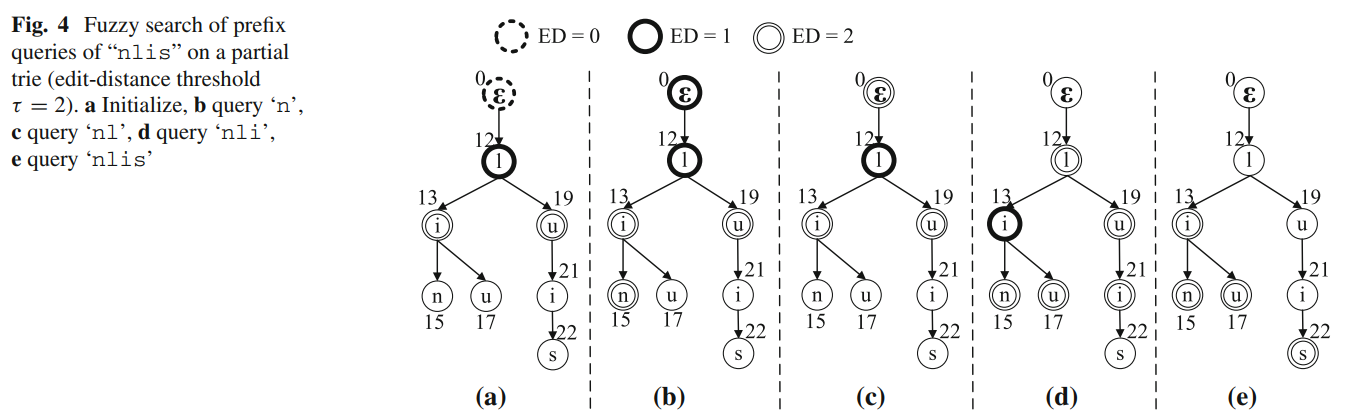 Fig. 4 Fuzzy search of prefix
queries of “nlis” on a partial
trie (edit-distance threshold
τ = 2). a Initialize, b query ‘n’,
c query ‘nl’, d query ‘nli’,
e query ‘nlis’
ED = 0 ED = 1 ED = 2
0 0 0 0 0
ε ε ε ε ε
12 12 12 12 12
l l l l l
13 19 13 19 13 19 13 19 13 19
i u i u i u i u i u
21 21 21 21 21
n u i n u i n u i n u i n u i
15 17 15 17 15 17 15 17 15 17
22 22 22 22 22
s s s s s
(a) (b) (c) (d) (e)